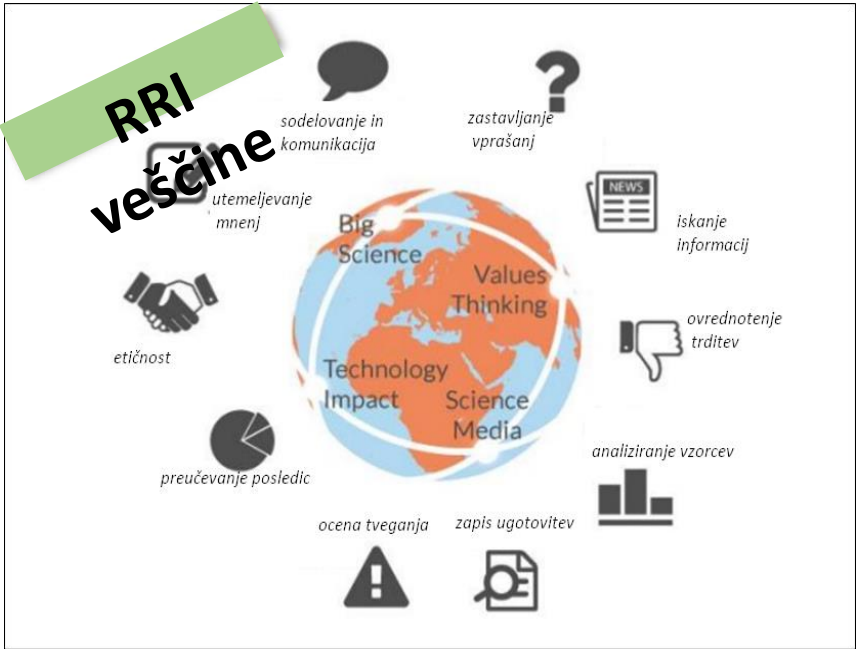 RRI
veščine
sodelovanje in
komunikacija
zastavljanje
vprašanj
utemeljevanje
mnenj
NEWS
iskanje
informacij
Big
Science
Values
Thinking
ovrednotenje
trditev
etičnost
Technology
Impact
Science
Media
analiziranje vzorcev
preučevanje posledic
ocena tveganja
zapis ugotovitev